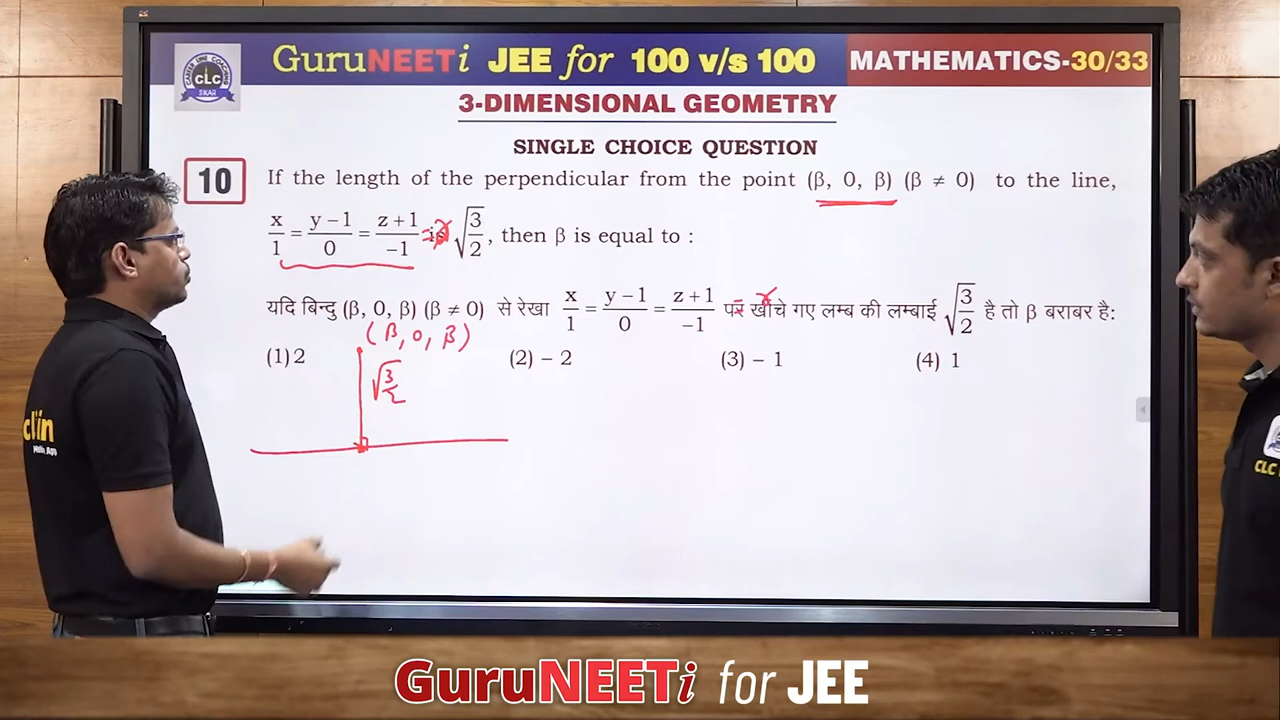 GuruNEETi JEE for 100 v/s 100 MATHEMATICS-30/33
CLC
SIKAR
3-DIMENSIONAL GEOMETRY
SINGLE CHOICE QUESTION
10 If the length of the perpendicular from the point (β, 0, β) (β ≠ 0) to the line,
x/1 = y – 1/0 = z + 1/–1 is √3/2, then β is equal to :
यदि बिन्दु (β, 0, β) (β ≠ 0) से रेखा x/1 = y – 1/0 = z + 1/–1 पर खींचे गए लम्ब की लम्बाई √3/2 है तो β बराबर है:
(β, 0, β)
(1) 2 (2) – 2 (3) – 1 (4) 1
√3/2
CLC
GuruNEETi for JEE